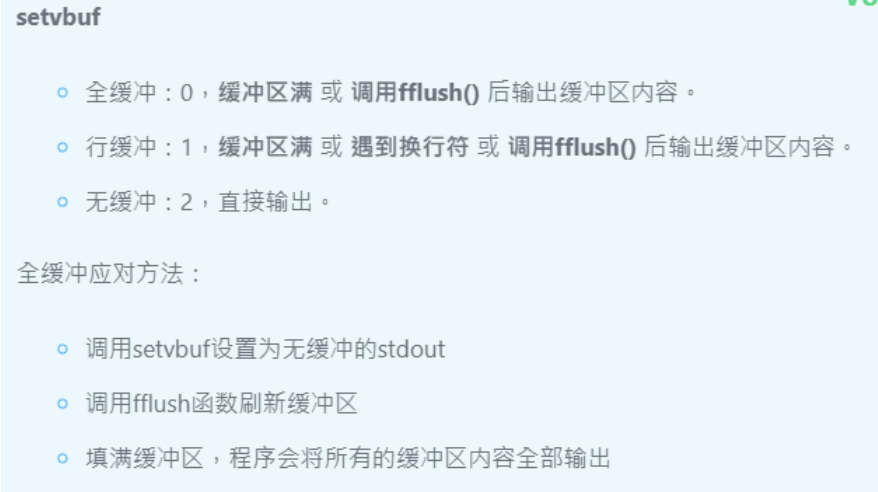 setvbuf
全缓冲：0，缓冲区满 或 调用fflush() 后输出缓冲区内容。
行缓冲：1，缓冲区满 或 遇到换行符 或 调用fflush() 后输出缓冲区内容。
无缓冲：2，直接输出。
全缓冲应对方法：
调用setvbuf设置为无缓冲的stdout
调用fflush函数刷新缓冲区
填满缓冲区，程序会将所有的缓冲区内容全部输出